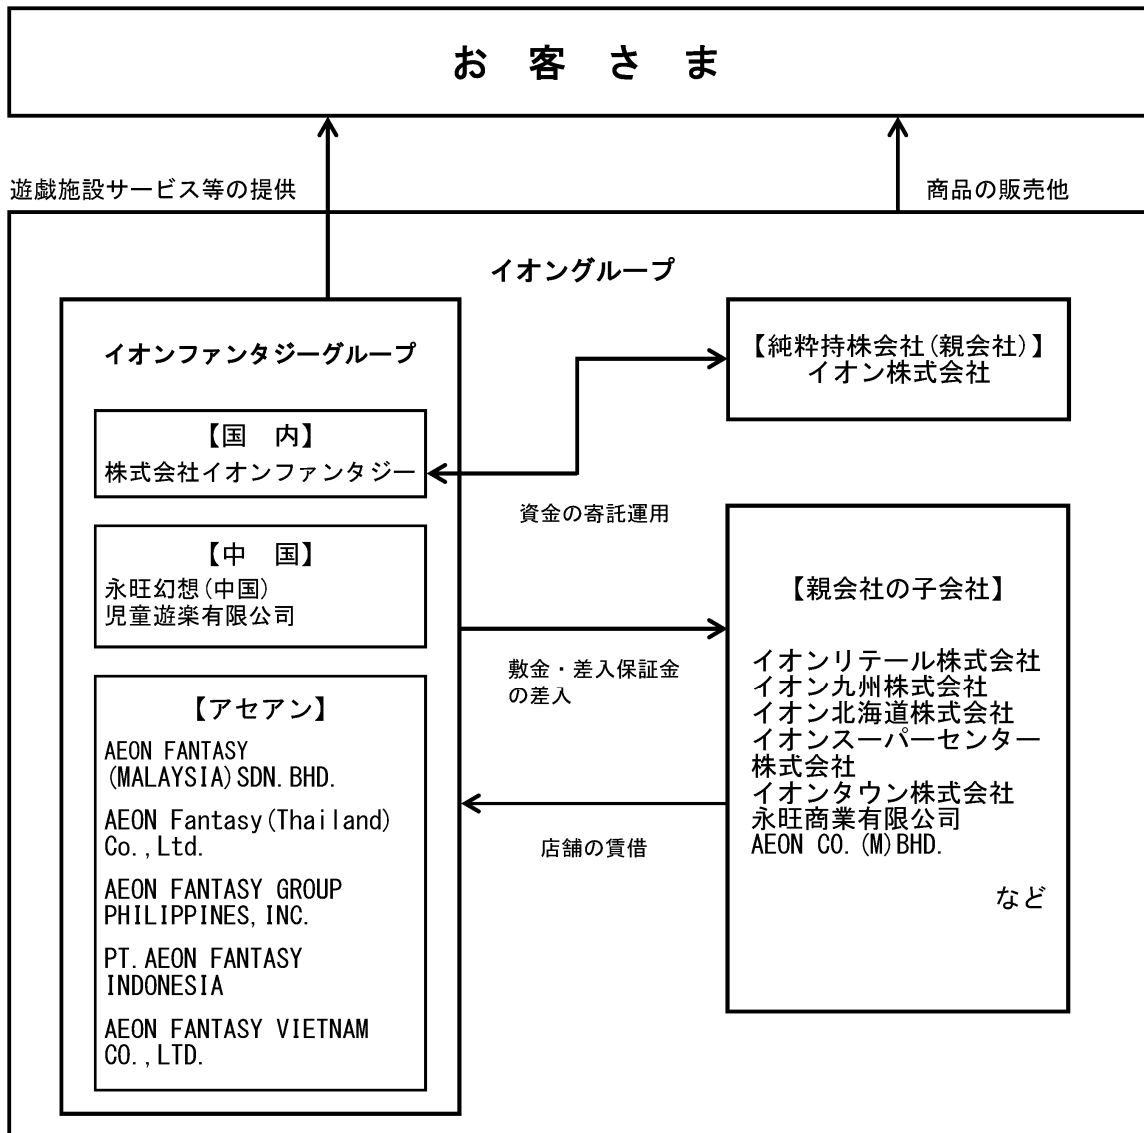 お 客 さ ま
遊戯施設サービス等の提供
商品の販売他
イオングループ
イオンファンタジーグループ
【国 内】
株式会社イオンファンタジー
【中 国】
永旺幻想(中国)
児童遊楽有限公司
【アセアン】
AEON FANTASY
(MALAYSIA)SDN.BHD.
AEON Fantasy(Thailand)
Co.,Ltd.
AEON FANTASY GROUP
PHILIPPINES,INC.
PT.AEON FANTASY
INDONESIA
AEON FANTASY VIETNAM
CO.,LTD.
資金の寄託運用
敷金・差入保証金
の差入
店舗の賃借
【純粋持株会社(親会社)】
イオン株式会社
【親会社の子会社】
イオンリテール株式会社
イオン九州株式会社
イオン北海道株式会社
イオンスーパーセンター
株式会社
イオンタウン株式会社
永旺商業有限公司
AEON CO.(M)BHD.
など